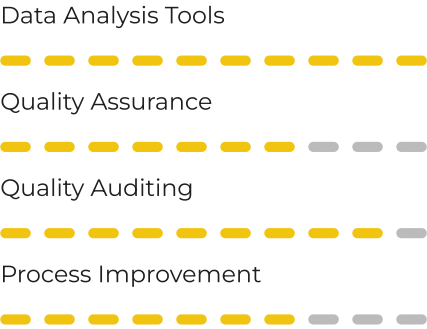 Data Analysis Tools
Quality Assurance
Quality Auditing
Process Improvement